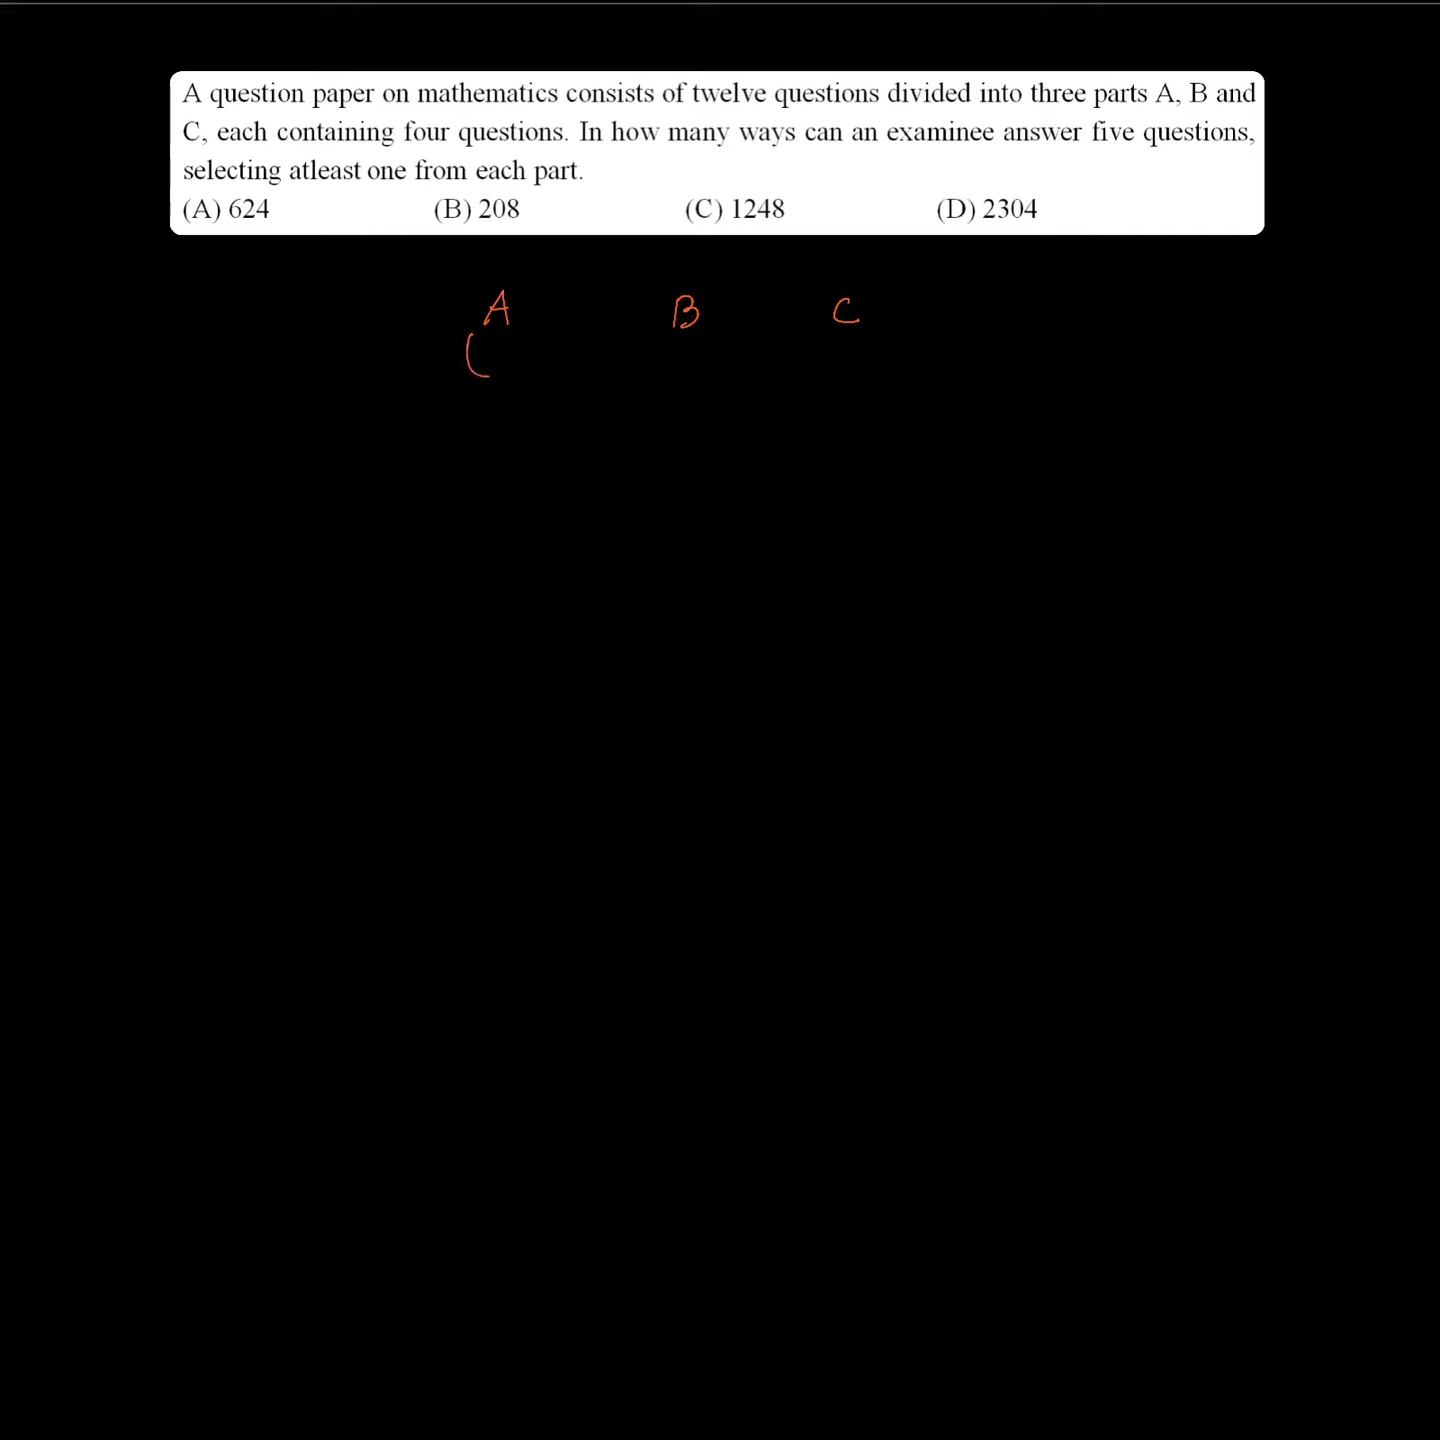 A question paper on mathematics consists of twelve questions divided into three parts A, B and
C, each containing four questions. In how many ways can an examinee answer five questions,
selecting atleast one from each part.
(A) 624 (B) 208 (C) 1248 (D) 2304
A B C
(